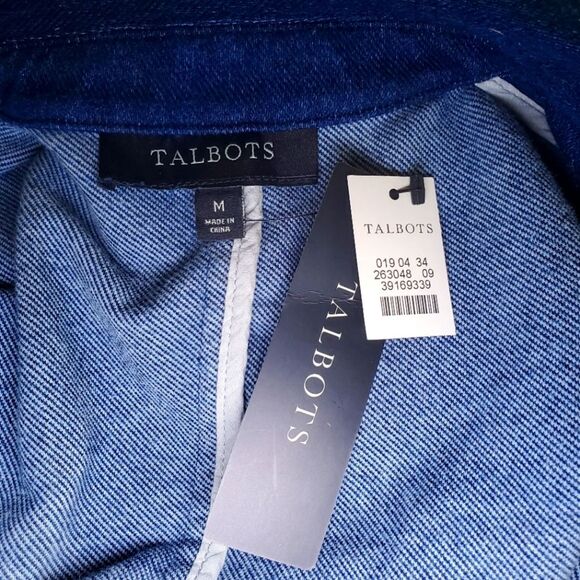 TALBOTS
M
MADE IN
CHINA
TALBOTS
019 04 34
263048 09
39169339
TALBOTS